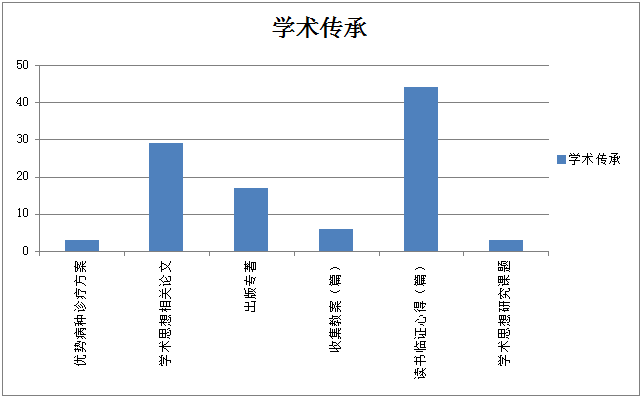 学术传承
50
40
30
20
10
0
优势病种诊疗方案
学术思想相关论文
出版专著
收集教案（篇）
读书临证心得（篇）
学术思想研究课题
学术传承